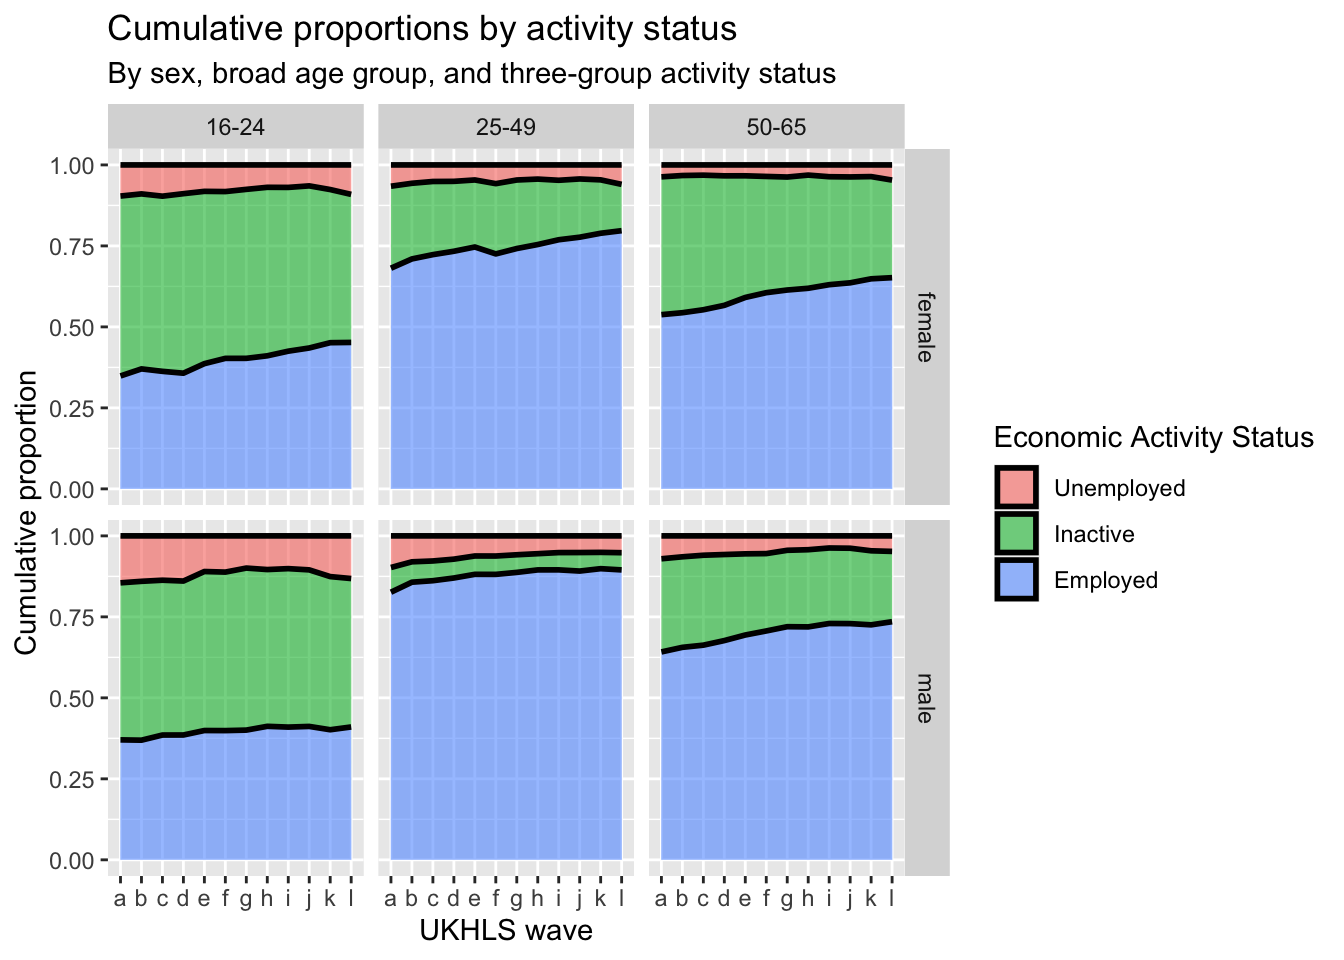 Cumulative proportions by activity status
By sex, broad age group, and three-group activity status
16-24 25-49 50-65
1.00
0.75
0.50
0.25
0.00
female
1.00
0.75
0.50
0.25
0.00
male
Cumulative proportion
a b c d e f g h i j k l a b c d e f g h i j k l a b c d e f g h i j k l
UKHLS wave
Economic Activity Status
Unemployed
Inactive
Employed